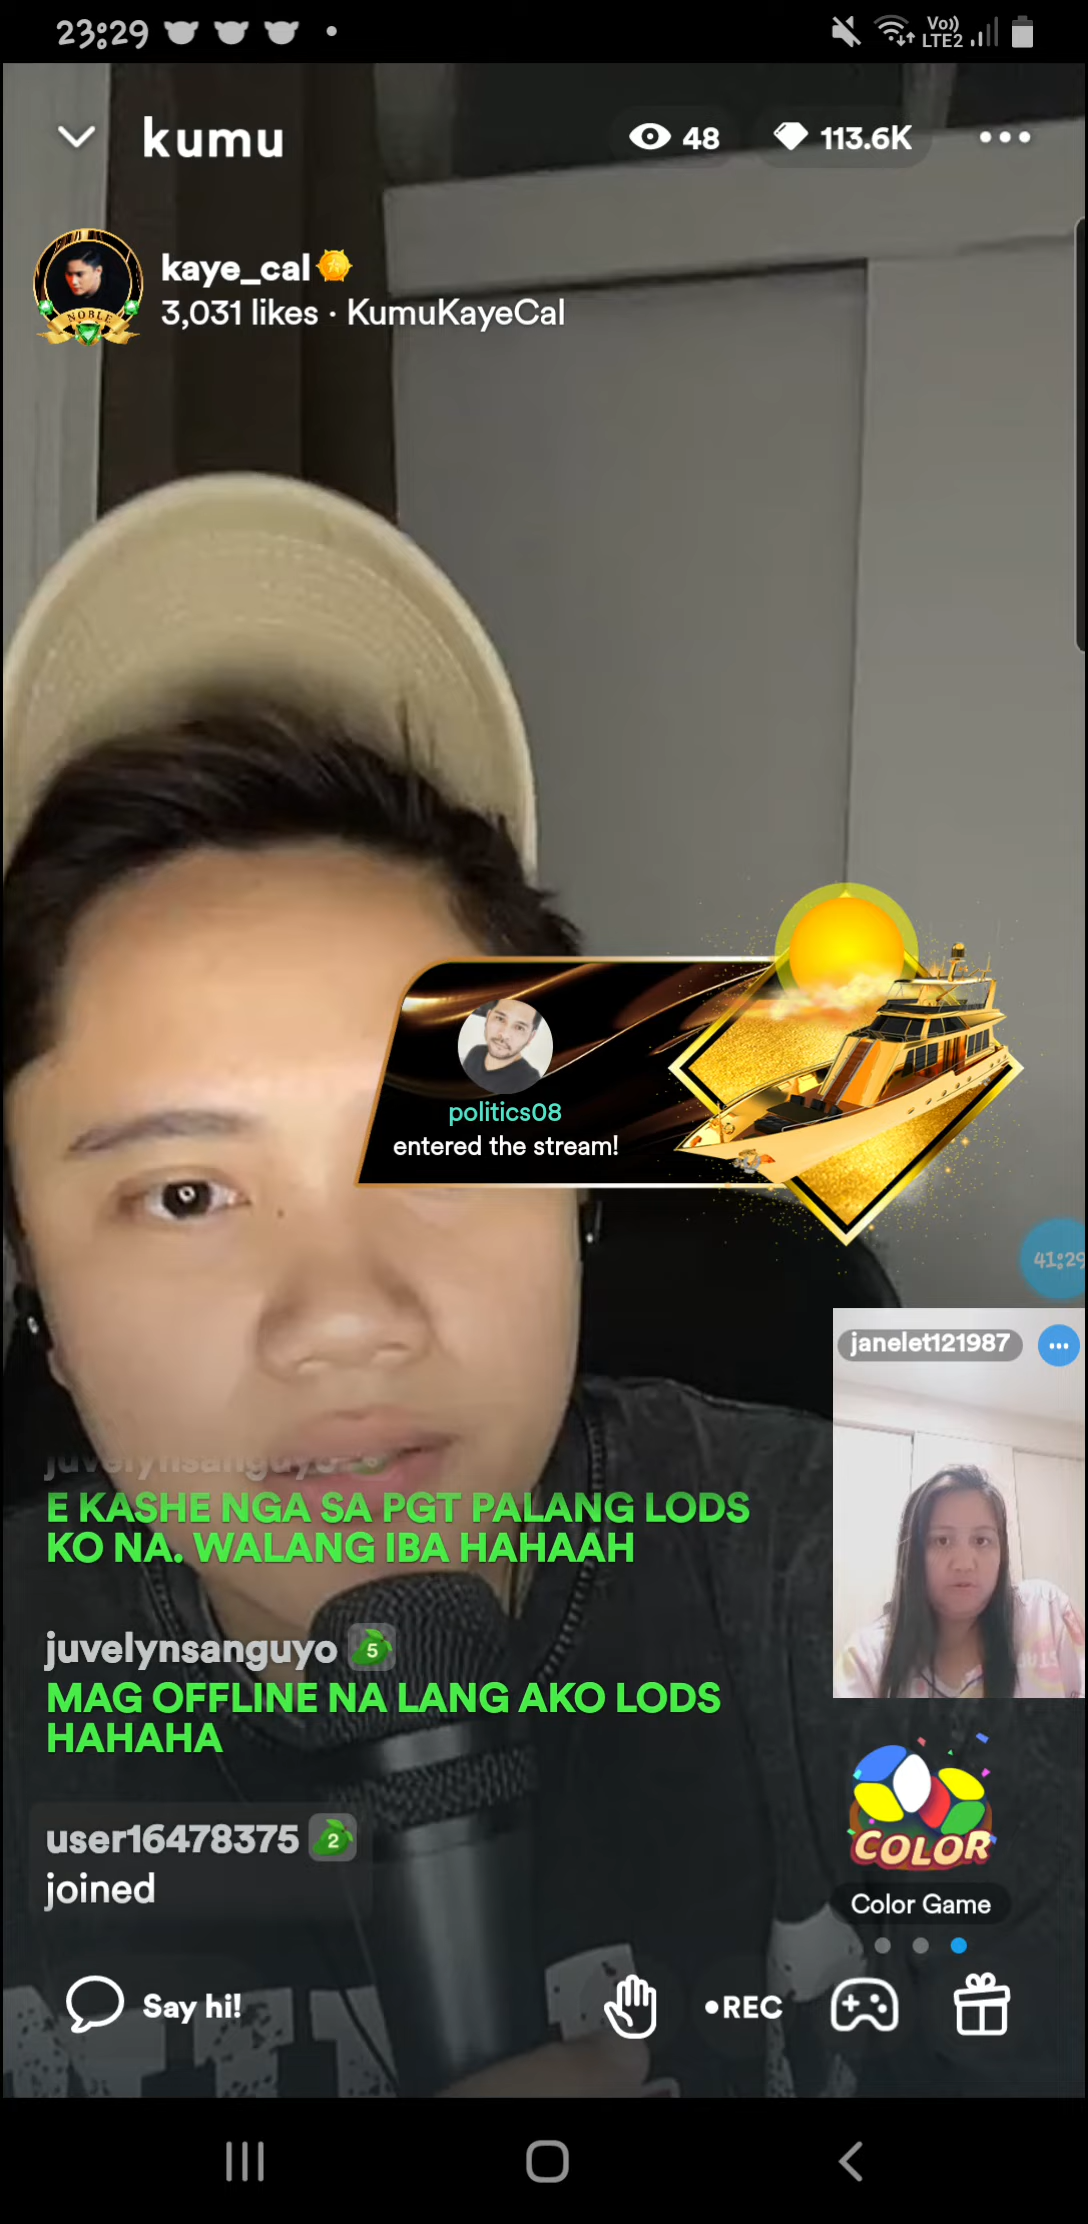 23:29
Vo))
LTE2
kumu
48
113.6K
kaye_cal
3,031 likes · KumuKayeCal
NOBLE
politics08
entered the stream!
41:29
janelet121987
juvelynsanguyo
E KASHE NGA SA PGT PALANG LODS
KO NA. WALANG IBA HAHAAH
juvelynsanguyo 5
MAG OFFLINE NA LANG AKO LODS
HAHAHA
user16478375 2
joined
COLOR
Color Game
Say hi!
•REC